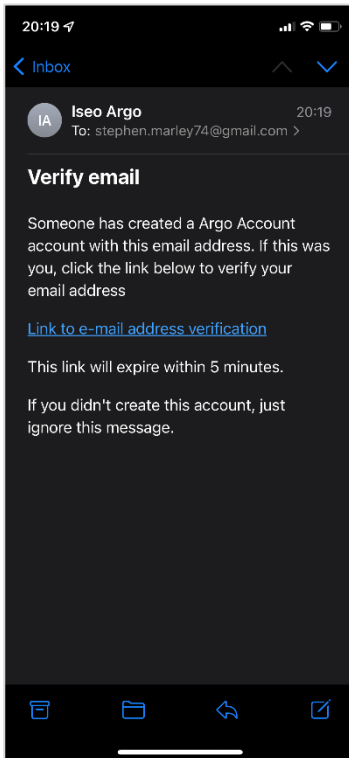 20:19
Inbox
IA
Iseo Argo
20:19
To: stephen.marley74@gmail.com
Verify email
Someone has created a Argo Account
account with this email address. If this was
you, click the link below to verify your
email address
Link to e-mail address verification
This link will expire within 5 minutes.
If you didn't create this account, just
ignore this message.